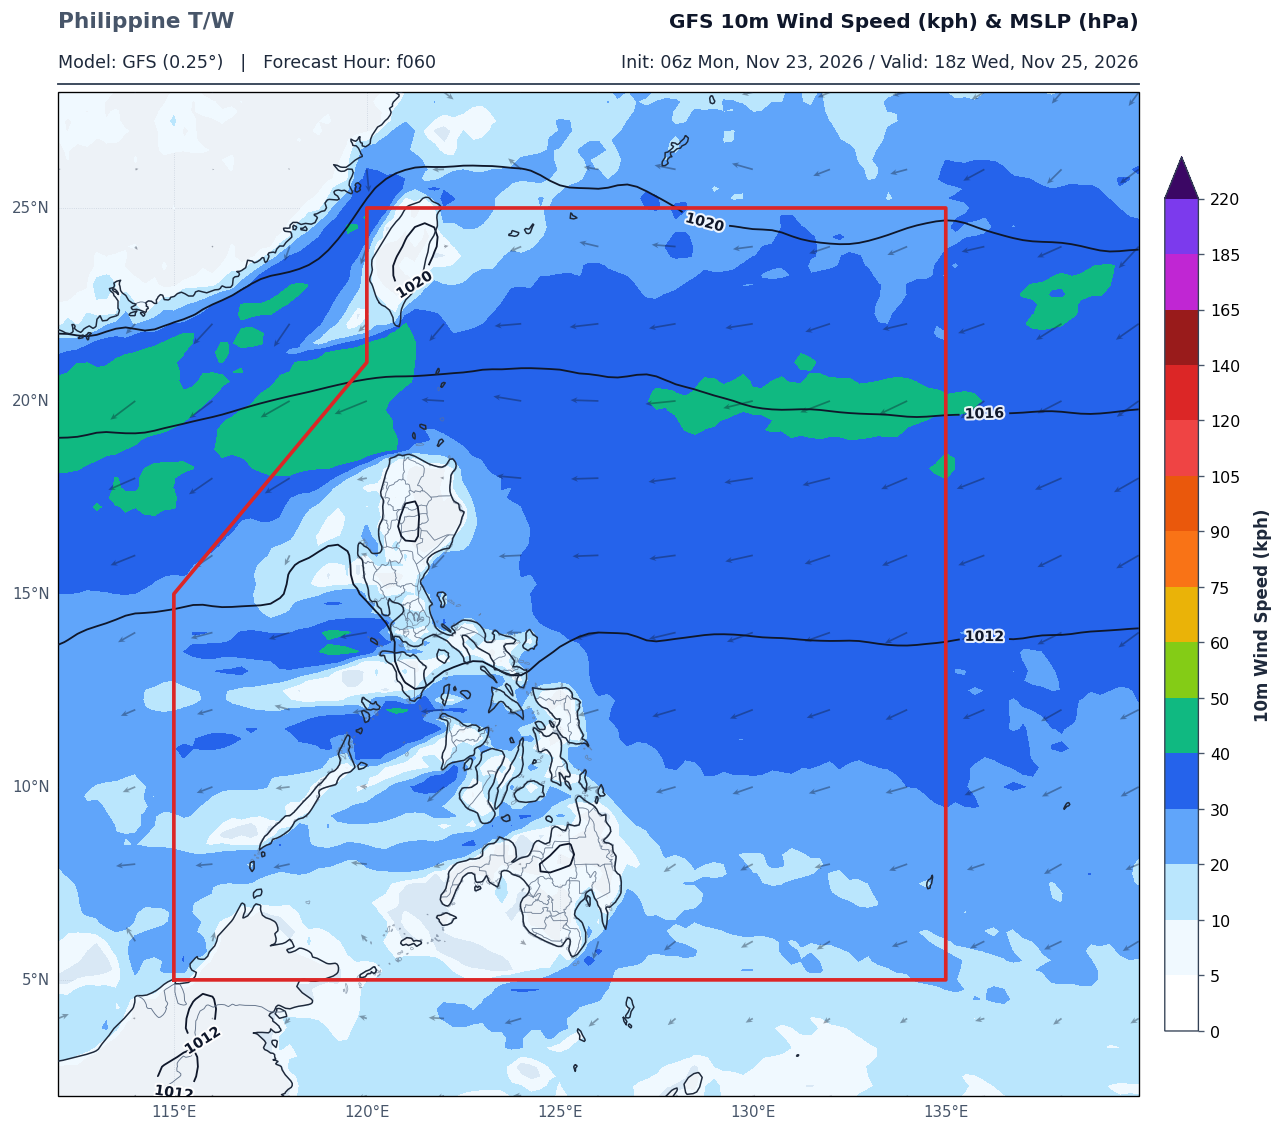 Philippine T/W
GFS 10m Wind Speed (kph) & MSLP (hPa)
Model: GFS (0.25°) | Forecast Hour: f060
Init: 06z Mon, Nov 23, 2026 / Valid: 18z Wed, Nov 25, 2026
25°N
20°N
15°N
10°N
5°N
115°E
120°E
125°E
130°E
135°E
1020
1020
1016
1012
1012
1012
220
185
165
140
120
105
90
75
60
50
40
30
20
10
5
0
10m Wind Speed (kph)